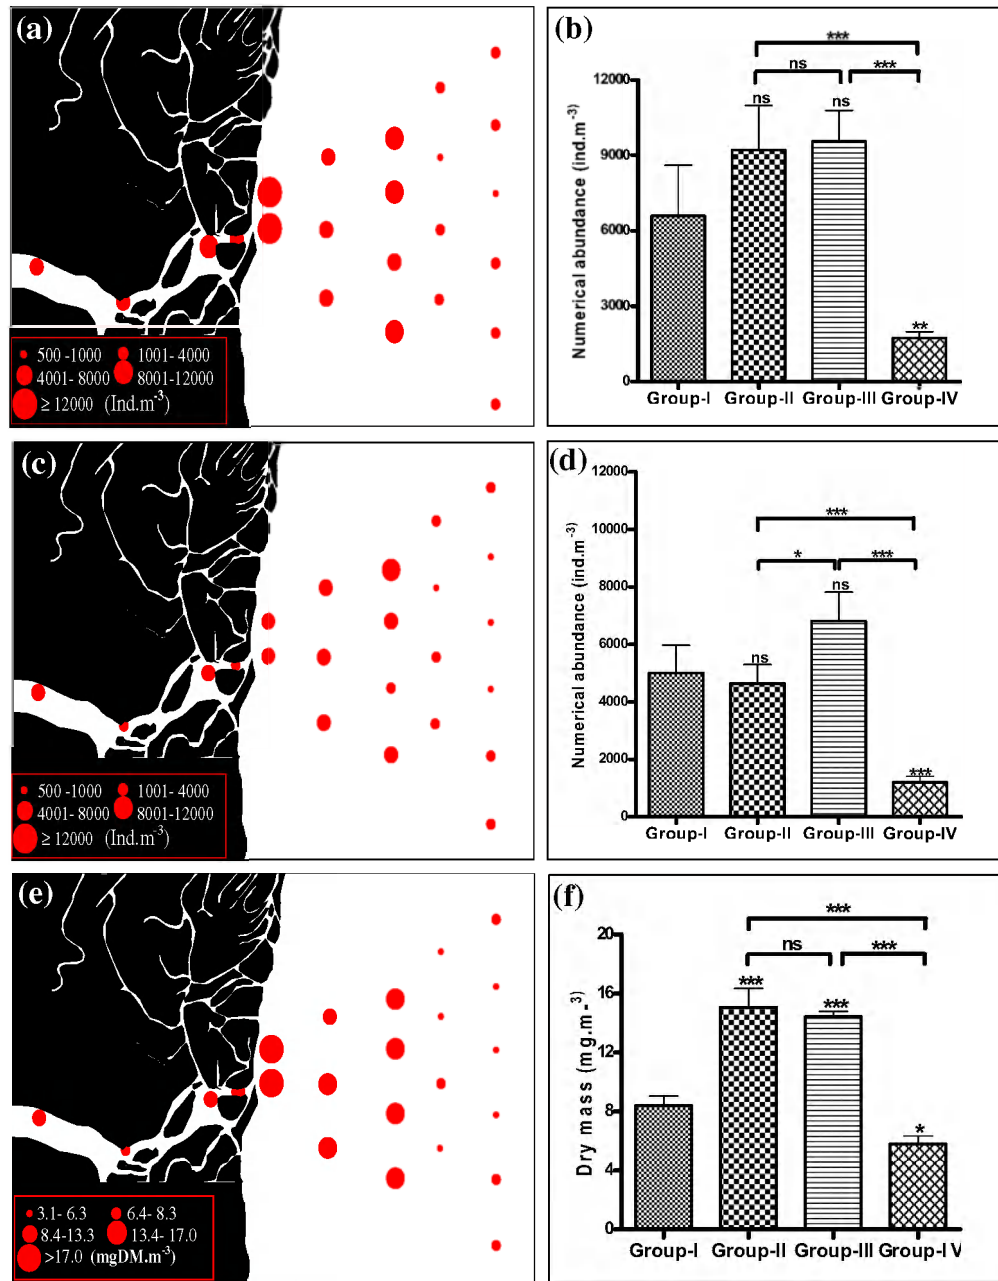 (a)
500 -1000 1001- 4000
4001- 8000 8001-12000
≥ 12000 (Ind.m-3)
(b)
Numerical abundance (ind.m-3)
12000
9000
6000
3000
0
***
ns ***
ns ns
**
Group-I Group-II Group-III Group-IV
(c)
500 -1000 1001- 4000
4001- 8000 8001-12000
≥ 12000 (Ind.m-3)
(d)
Numerical abundance (ind.m-3)
12000
10000
8000
6000
4000
2000
0
***
* ***
ns
ns
***
Group-I Group-II Group-III Group-IV
(e)
3.1- 6.3 6.4- 8.3
8.4-13.3 13.4- 17.0
>17.0 (mgDM.m-3)
(f)
Dry mass (mg.m-3)
20
16
12
8
4
0
***
ns ***
*** ***
*
Group-I Group-II Group-III Group-I V